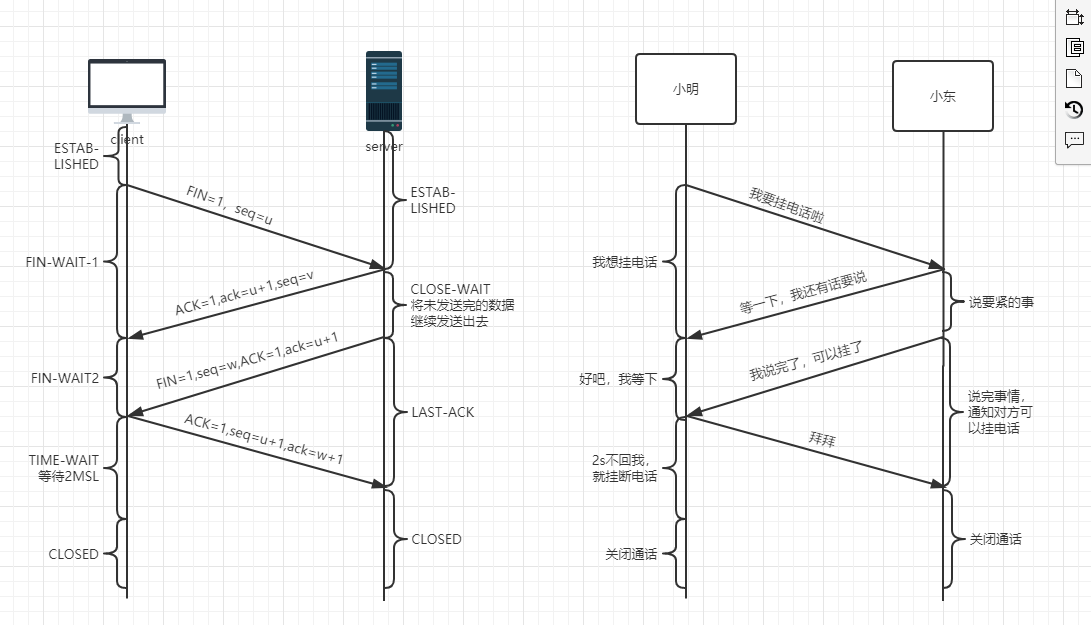 client
server
ESTAB-
LISHED
FIN=1，seq=u
ESTAB-
LISHED
FIN-WAIT-1
ACK=1,ack=u+1,seq=v
CLOSE-WAIT
将未发送完的数据
继续发送出去
FIN=1,seq=w,ACK=1,ack=u+1
FIN-WAIT2
LAST-ACK
ACK=1,seq=u+1,ack=w+1
TIME-WAIT
等待2MSL
CLOSED
CLOSED
小明
小东
我要挂电话啦
我想挂电话
等一下，我还有话要说
说要紧的事
我说完了，可以挂了
好吧，我等下
说完事情，
通知对方可
以挂电话
拜拜
2s不回我，
就挂断电话
关闭通话
关闭通话